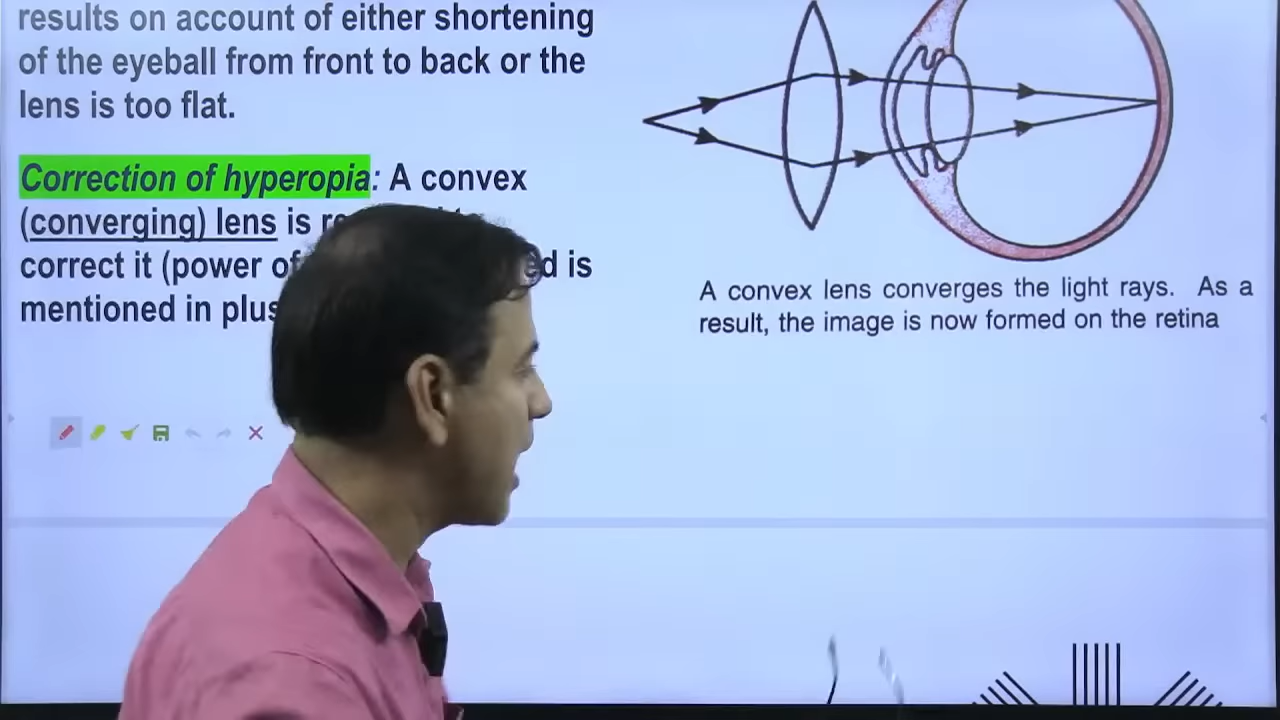 results on account of either shortening
of the eyeball from front to back or the
lens is too flat.
Correction of hyperopia: A convex
(converging) lens is
correct it (power of is
mentioned in plus
A convex lens converges the light rays. As a
result, the image is now formed on the retina